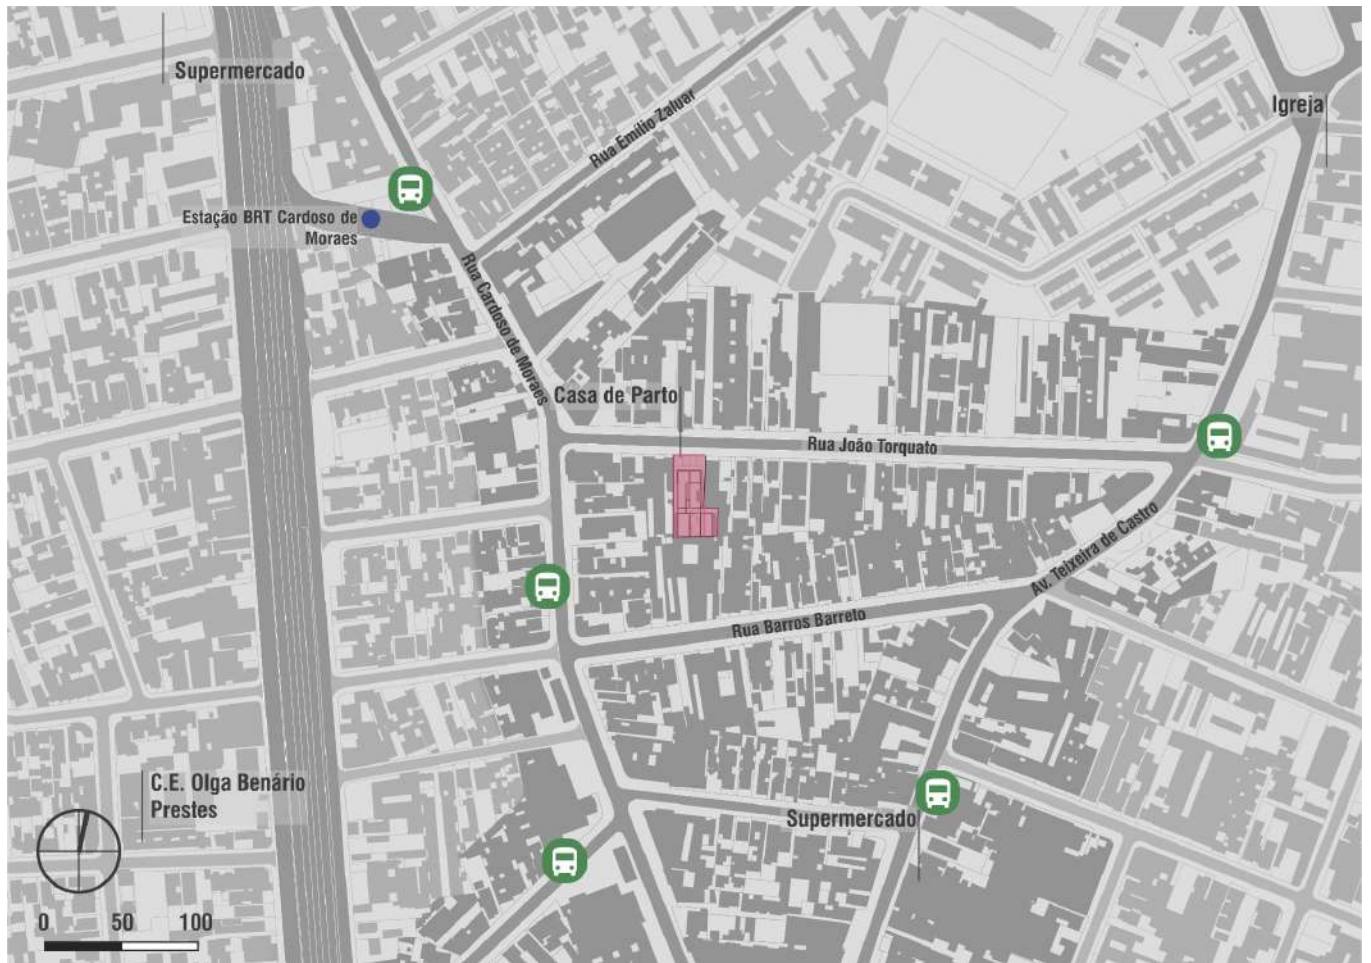 Supermercado
Igreja
Rua Emílio Zaluar
Estação BRT Cardoso de
Moraes
Rua Cardoso de Moraes
Casa de Parto
Rua João Torquato
Av. Teixeira de Castro
Rua Barros Barreto
C.E. Olga Benário
Prestes
Supermercado
0 50 100